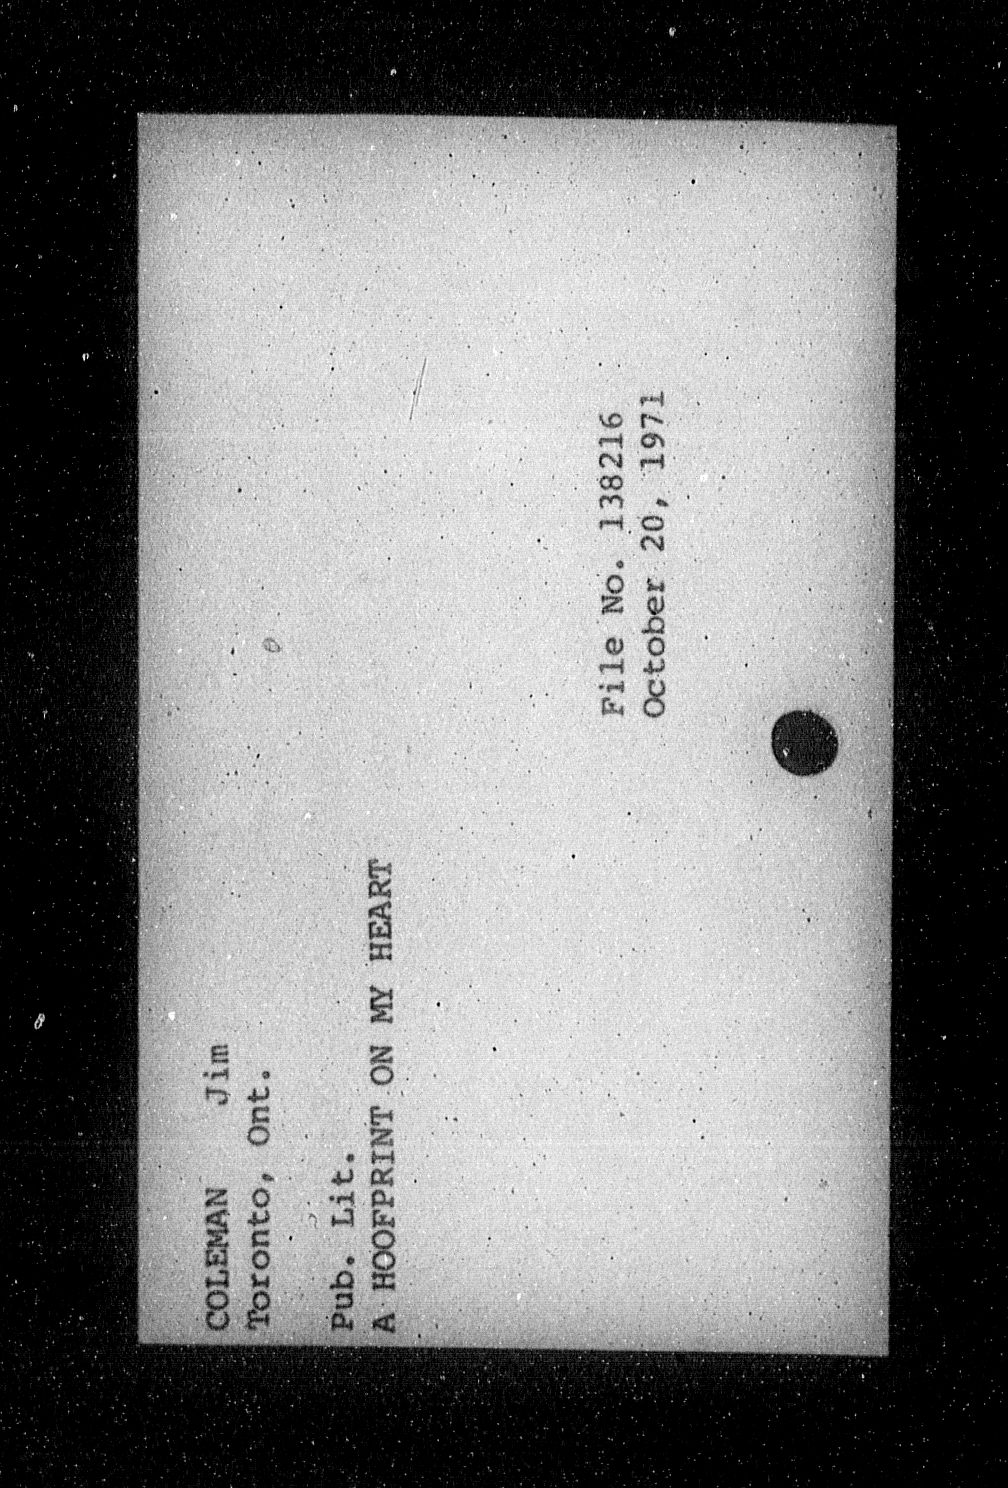 COLEMAN Jim
Toronto, Ont.
Pub. Lit.
A HOOFPRINT ON MY HEART
File No. 138216
October 20, 1971